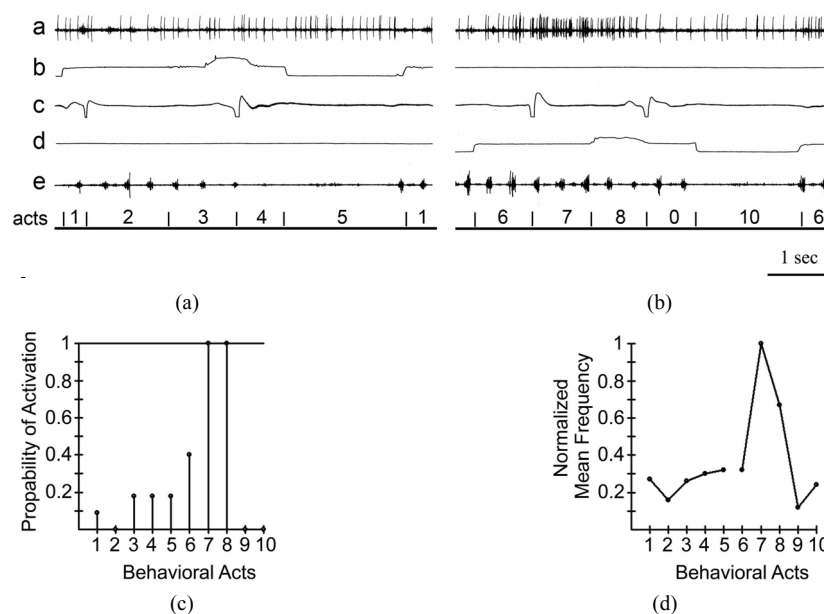 a
b
c
d
e
acts 1 2 3 4 5 1 6 7 8 0 10 6
1 sec
(a) (b)
Propability of Activation
1
0.8
0.6
0.4
0.2
1 2 3 4 5 6 7 8 9 10
Behavioral Acts
(c)
Normalized
Mean Frequency
1
0.8
0.6
0.4
0.2
1 2 3 4 5 6 7 8 9 10
Behavioral Acts
(d)